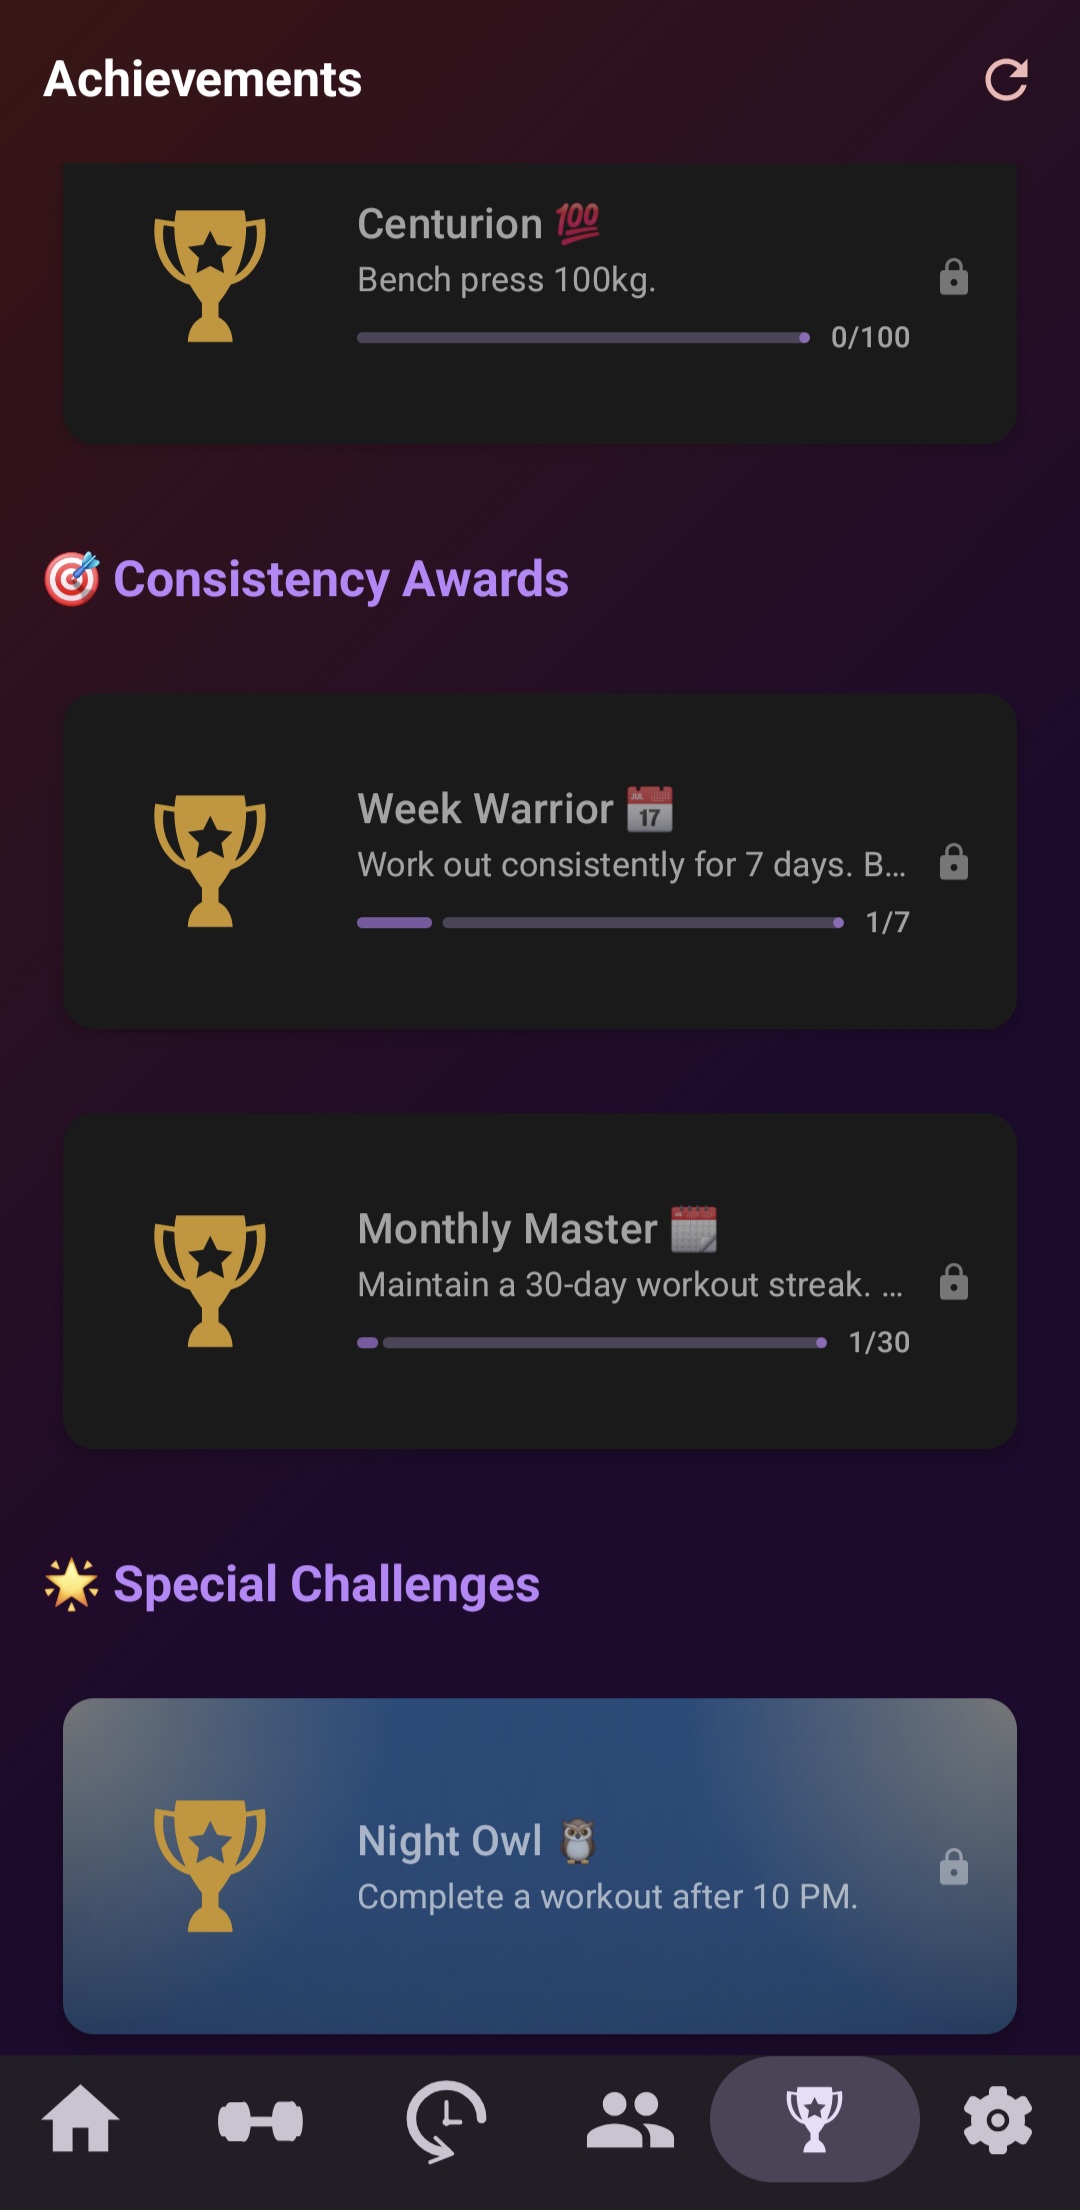 Achievements
Centurion 💯
Bench press 100kg.
0/100
🎯 Consistency Awards
Week Warrior 📅
Work out consistently for 7 days. B...
1/7
Monthly Master 🗓️
Maintain a 30-day workout streak. ...
1/30
🌟 Special Challenges
Night Owl 🦉
Complete a workout after 10 PM.